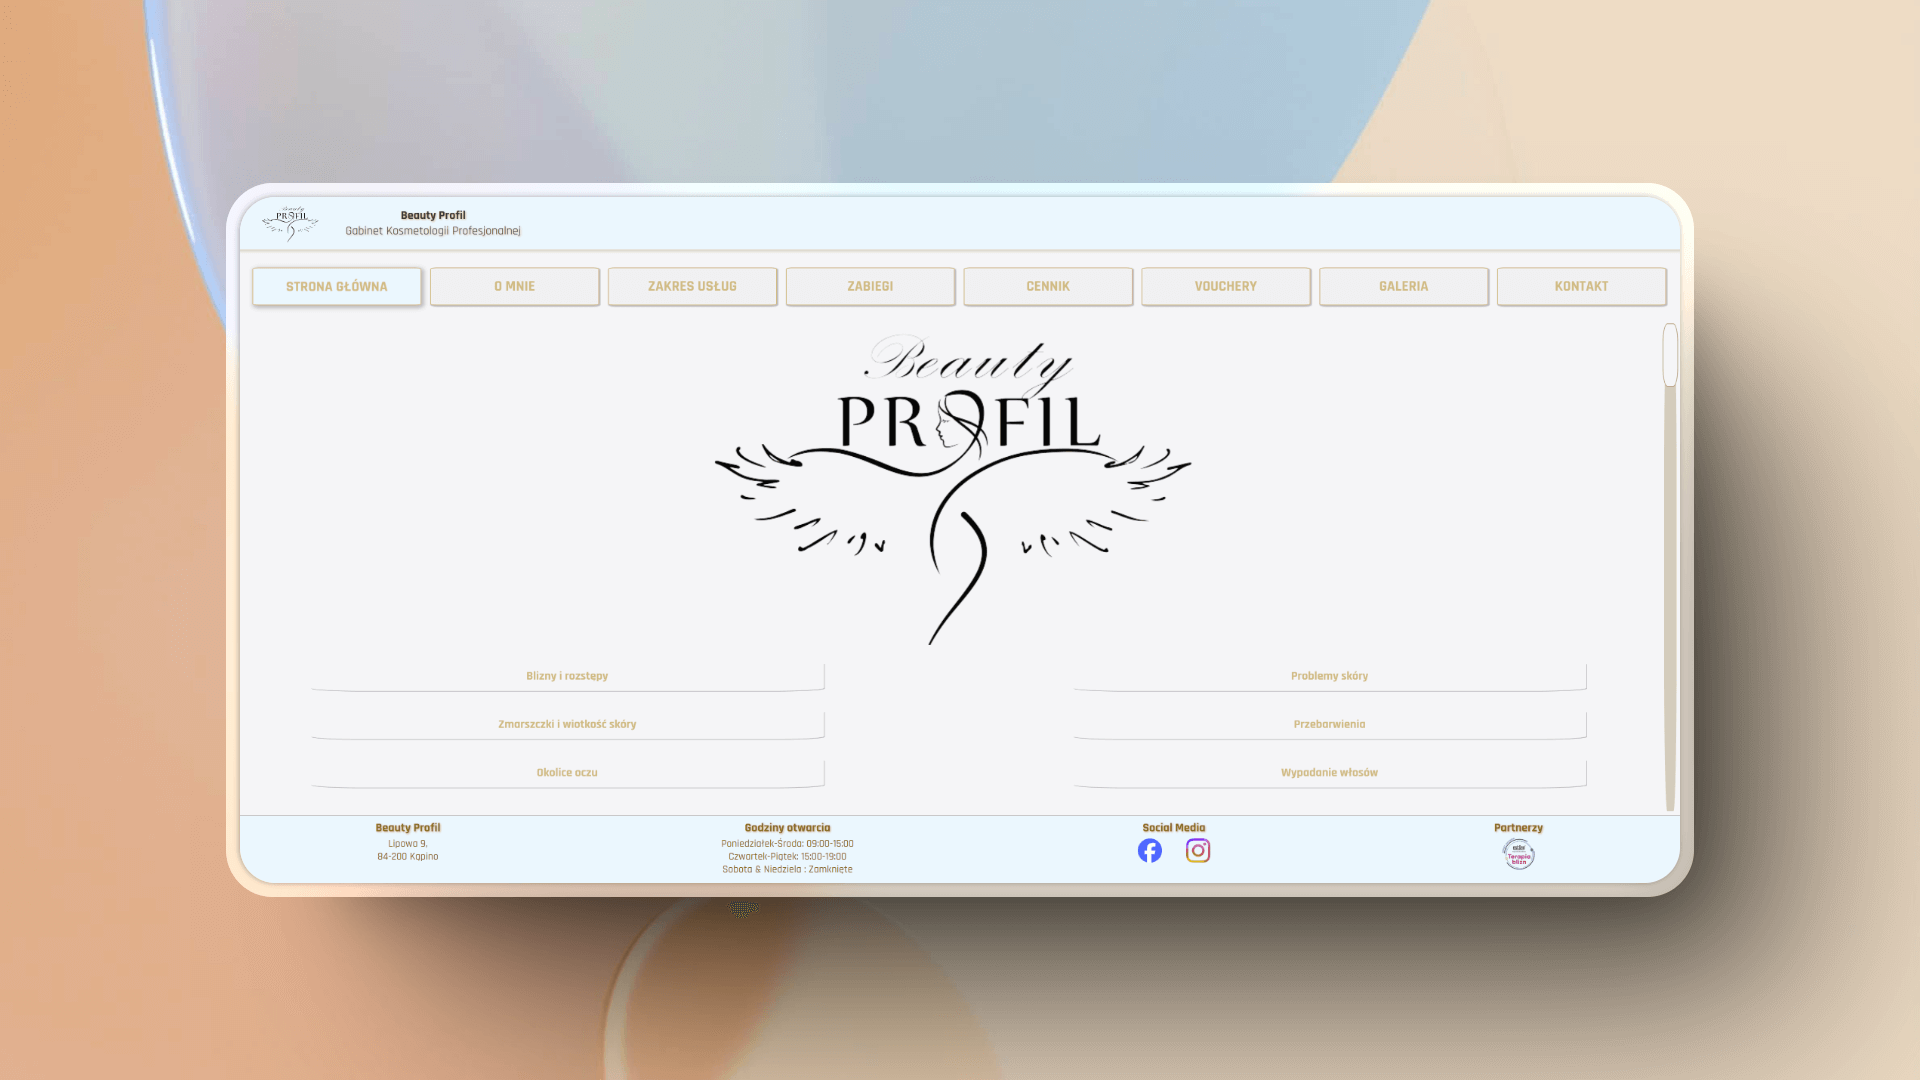 Beauty
PROFIL
Beauty Profil
Gabinet Kosmetologii Profesjonalnej
STRONA GŁÓWNA
O MNIE
ZAKRES USŁUG
ZABIEGI
CENNIK
VOUCHERY
GALERIA
KONTAKT
Beauty
PROFIL
Blizny i rozstępy
Problemy skóry
Zmarszczki i wiotkość skóry
Przebarwienia
Okolice oczu
Wypadanie włosów
Beauty Profil
Lipowa 9,
84-200 Kąpino
Godziny otwarcia
Poniedziałek-Środa: 09:00-15:00
Czwartek-Piątek: 15:00-19:00
Sobota & Niedziela : Zamknięte
Social Media
Partnerzy
Terapia
blizn